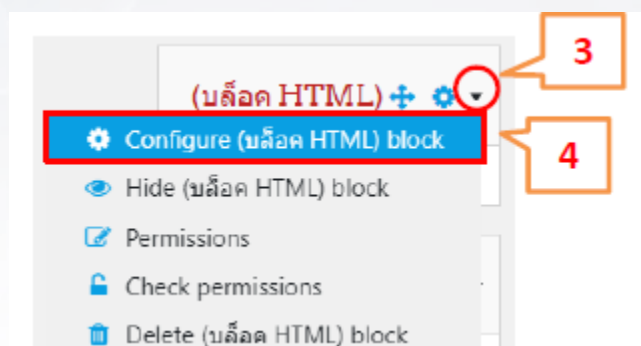 3
(บล็อค HTML)
Configure (บล็อค HTML) block
4
Hide (บล็อค HTML) block
Permissions
Check permissions
Delete (บล็อค HTML) block